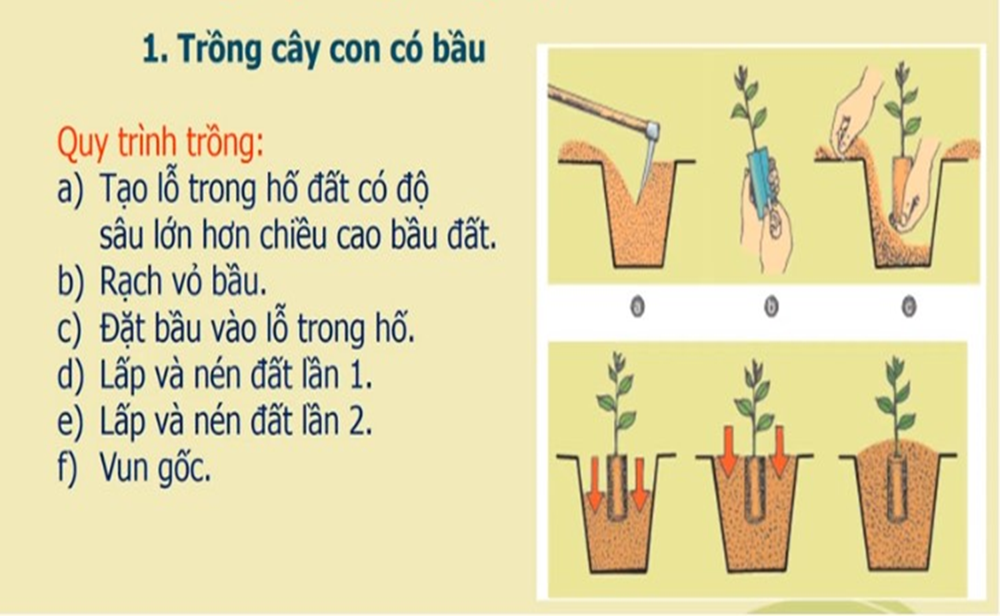 1. Trồng cây con có bầu
Quy trình trồng:
a) Tạo lỗ trong hố đất có độ
sâu lớn hơn chiều cao bầu đất.
b) Rạch vỏ bầu.
c) Đặt bầu vào lỗ trong hố.
d) Lấp và nén đất lần 1.
e) Lấp và nén đất lần 2.
f) Vun gốc.
a b c